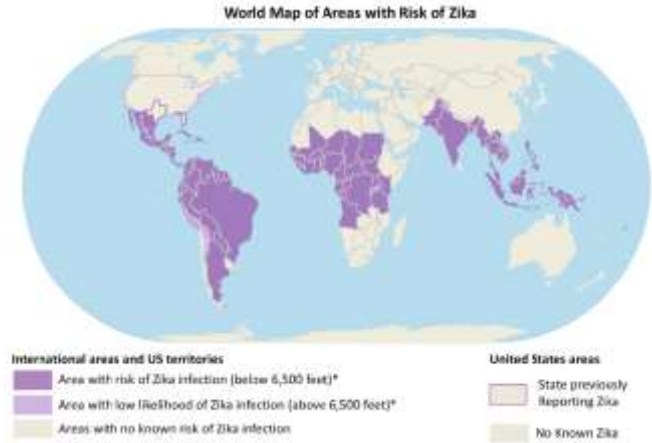 World Map of Areas with Risk of Zika
International areas and US territories
Area with risk of Zika infection (below 6,500 feet)*
Area with low likelihood of Zika infection (above 6,500 feet)*
Areas with no known risk of Zika infection
United States areas
State previously
Reporting Zika
No Known Zika